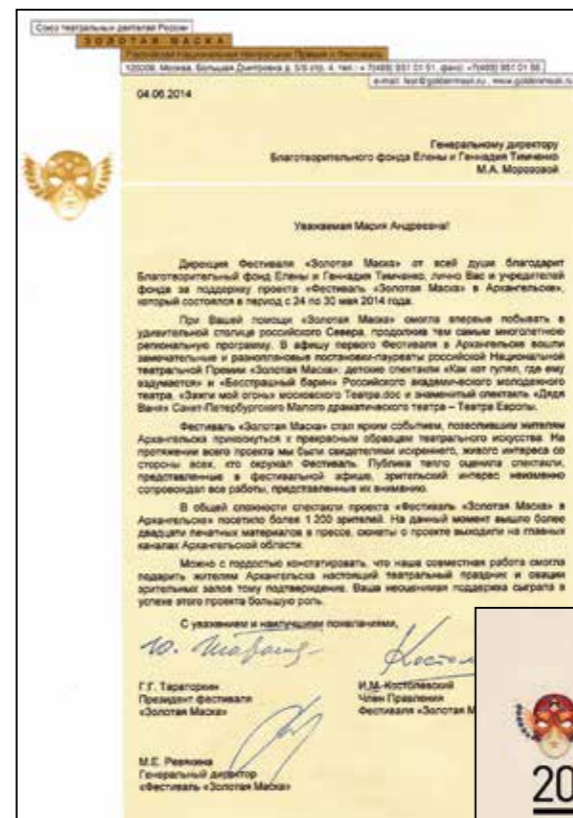 Союз театральных деятелей России
ЗОЛОТАЯ МАСКА
Российская Национальная театральная Премия и Фестиваль
04.06.2014
Генеральному директору
Благотворительного фонда Елены и Геннадия Тимченко
М.А. Морозовой
Уважаемая Мария Андреевна!
Дирекция Фестиваля «Золотая Маска» от всей души благодарит
Благотворительный фонд Елены и Геннадия Тимченко, лично Вас и учредителей
фонда за поддержку проекта «Фестиваль «Золотая Маска» в Архангельске»,
который состоялся в период с 24 по 30 мая 2014 года.
При Вашей помощи «Золотая Маска» смогла впервые побывать в
удивительной столице российского Севера, продолжив тем самым многолетнюю
региональную программу. В афишу первого Фестиваля в Архангельске вошли
замечательные и разноплановые постановки-лауреаты российской Национальной
театральной Премии «Золотая Маска»: детские спектакли «Как кот гулял, где ему
вздумается» и «Бесстрашный барин» Российского академического молодежного
театра, «Зажги мой огонь» московского Театра.doc и знаменитый спектакль «Дядя
Ваня» Санкт-Петербургского Малого драматического театра – Театра Европы.
Фестиваль «Золотая Маска» стал ярким событием, позволившим жителям
Архангельска прикоснуться к прекрасным образцам театрального искусства. На
протяжении всего проекта мы были свидетелями искреннего, живого интереса со
стороны всех, кто окружал Фестиваль. Публика тепло оценила спектакли,
представленные в фестивальной афише, зрительский интерес неизменно
сопровождал все работы, представленные их вниманию.
В общей сложности спектакли проекта «Фестиваль «Золотая Маска» в
Архангельске» посетило более 1 200 зрителей. На данный момент вышло более
двадцати печатных материалов в прессе, сюжеты о проекте выходили на главных
каналах Архангельской области.
Можно с гордостью констатировать, что наша совместная работа смогла
подарить жителям Архангельска настоящий театральный праздник и овации
зрительных залов тому подтверждение. Ваша неоценимая поддержка сыграла в
успехе этого проекта большую роль.
С уважением и наилучшими пожеланиями,
Г.Г. Тараторкин
Президент фестиваля
«Золотая Маска»
И.М. Костолевский
Член Правления
Фестиваля «Золотая М
М.Е. Ревякина
Генеральный директор
«Фестиваль «Золотая Маска»
20